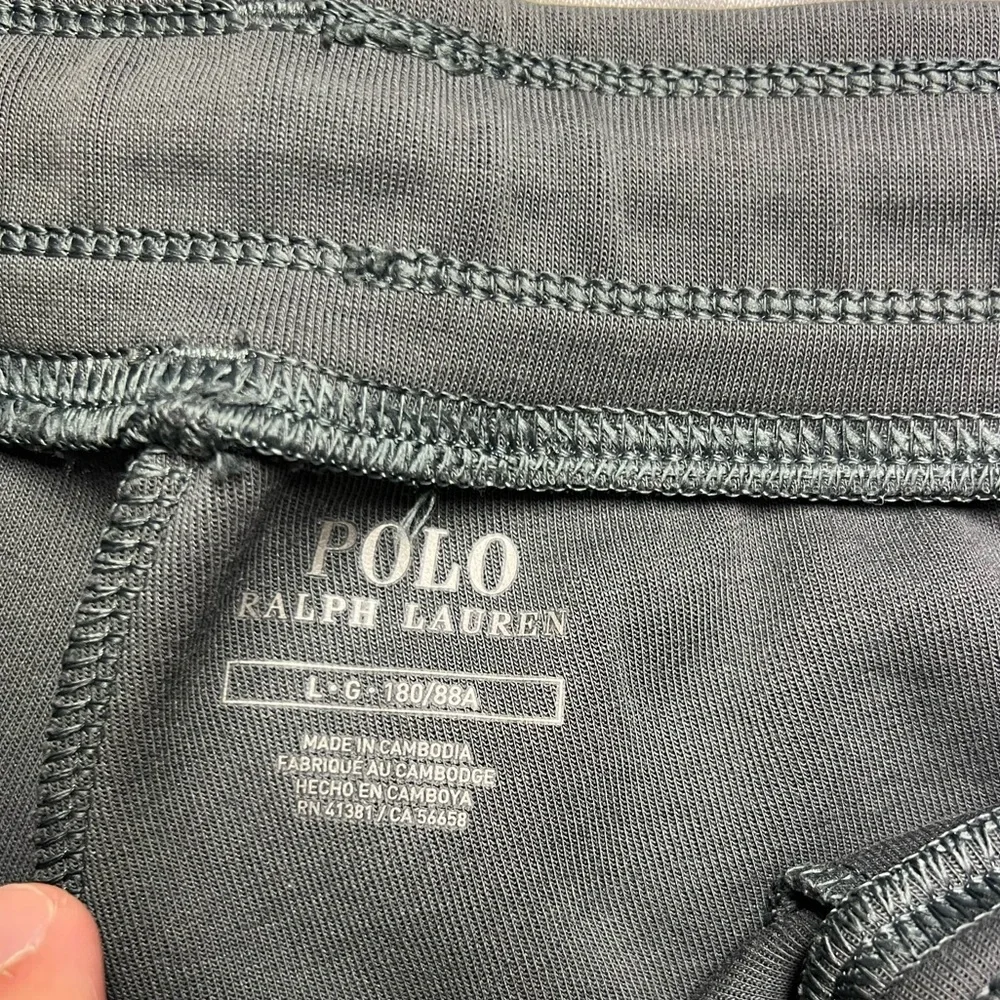 POLO
RALPH LAUREN
L • G • 180/88A
MADE IN CAMBODIA
FABRIQUÉ AU CAMBODGE
HECHO EN CAMBOYA
RN 41381 / CA 56658